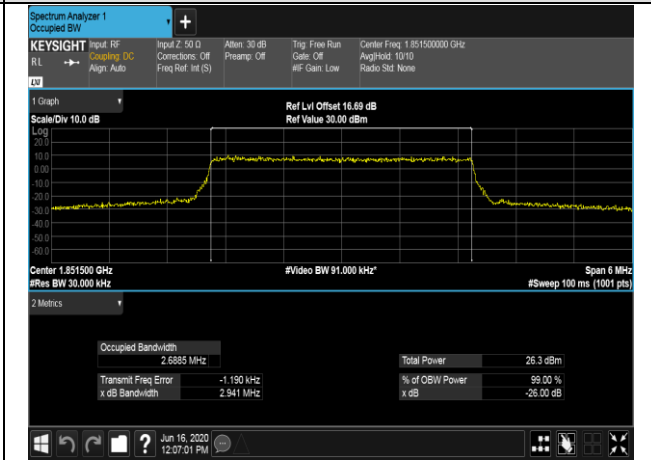 Spectrum Analyzer 1
Occupied BW
+
KEYSIGHT
RL
LXI
Input: RF
Coupling: DC
Align: Auto
Input Z: 50 Ω
Corrections: Off
Freq Ref: Int (S)
Atten: 30 dB
Preamp: Off
Trig: Free Run
Gate: Off
#IF Gain: Low
Center Freq: 1.851500000 GHz
Avg|Hold: 10/10
Radio Std: None
1 Graph
Scale/Div 10.0 dB
Ref Lvl Offset 16.69 dB
Ref Value 30.00 dBm
Log
20.0
10.0
0.00
-10.0
-20.0
-30.0
-40.0
-50.0
-60.0
Center 1.851500 GHz
#Res BW 30.000 kHz
#Video BW 91.000 kHz*
Span 6 MHz
#Sweep 100 ms (1001 pts)
2 Metrics
Occupied Bandwidth
2.6885 MHz
Transmit Freq Error -1.190 kHz
x dB Bandwidth 2.941 MHz
Total Power 26.3 dBm
% of OBW Power 99.00 %
x dB -26.00 dB
?
Jun 16, 2020
12:07:01 PM